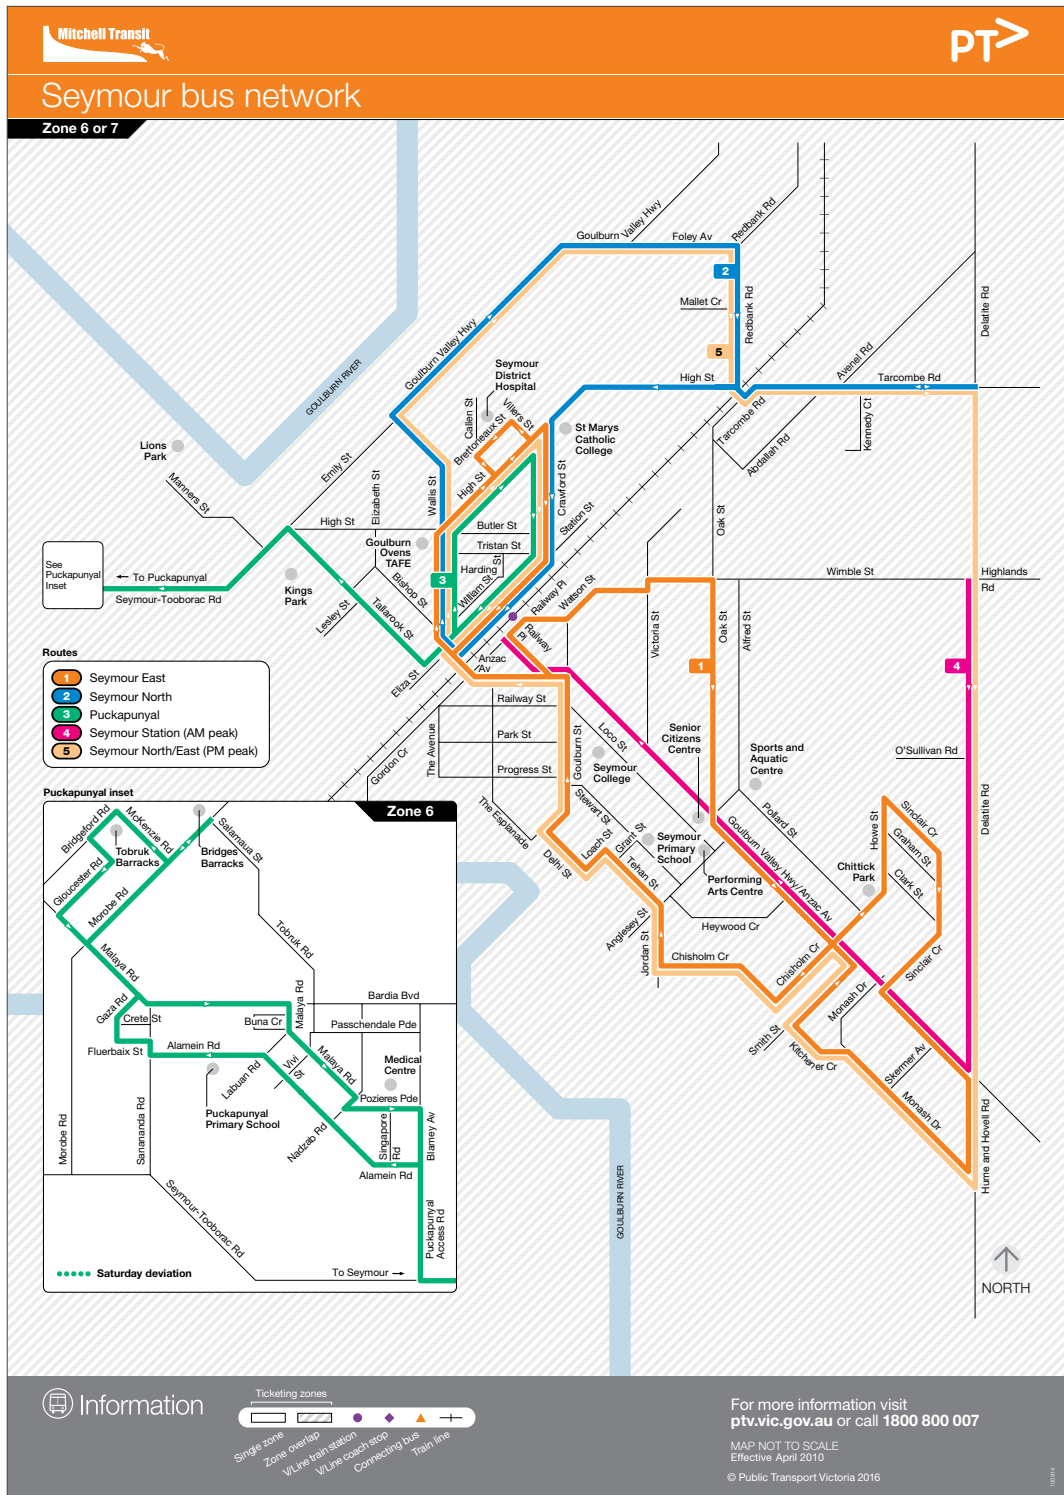 Mitchell Transit
PT
Seymour bus network
Zone 6 or 7
Goulburn
Valley Hwy
Foley Av
Redbank Rd
2
Mallet Cr
Redbank Rd
Delatite Rd
5
Goulburn Valley Hwy
GOULBURN RIVER
Avenel Rd
High St
Tarcombe Rd
Seymour
District
Hospital
Callen St
Villers St
Brettoneaux St
Tarcombe Rd
Kennedy Ct
Abdallah Rd
St Marys
Catholic
College
Lions
Park
Manners St
Emily St
Elizabeth St
Wallis St
High St
Crawford St
Station St
Oak St
High St
Butler St
Goulburn
Ovens
TAFE
Tristan St
Harding
St
See
Puckapunyal
Inset
To Puckapunyal
Seymour-Tooborac Rd
Kings
Park
Bishop St
3
William St
Railway Pl
Watson St
Wimble St
Highlands
Rd
Lesley St
Tallarook St
Railway
Pl
Victoria St
Oak St
Alfred St
Anzac
Av
Eliza St
1
4
Routes
1 Seymour East
2 Seymour North
3 Puckapunyal
4 Seymour Station (AM peak)
5 Seymour North/East (PM peak)
Railway St
The Avenue
Park St
Gordon Cr
Progress St
Goulburn St
Loco St
Senior
Citizens
Centre
Sports and
Aquatic
Centre
O'Sullivan Rd
Seymour
College
Delatite Rd
The Esplanade
Stewart St
Loach St
Grant St
Tehan St
Delhi St
Seymour
Primary
School
Pollard St
Goulburn Valley Hwy/Anzac Av
Performing
Arts Centre
Howe St
Sinclair Cr
Graham St
Clark St
Chittick
Park
Anglesey St
Heywood Cr
Jordan St
Chisholm Cr
Chisholm Cr
Sinclair Cr
Monash Dr
Smith St
Kitchener Cr
Skermer Av
Monash Dr
Hume and Hovell Rd
GOULBURN RIVER
NORTH
Puckapunyal inset
Zone 6
Bridgeford Rd
McKenzie Rd
Salamaua St
Tobruk
Barracks
Bridges
Barracks
Gloucester Rd
Morobe Rd
Tobruk Rd
Malaya Rd
Malaya Rd
Bardia Bvd
Gaza Rd
Crete St
Buna Cr
Passchendale Pde
Fluerbaix St
Alamein Rd
Vivi
St
Malaya Rd
Medical
Centre
Labuan Rd
Puckapunyal
Primary School
Pozieres Pde
Morobe Rd
Sanananda Rd
Nadzab Rd
Singapore
Rd
Blamey Av
Alamein Rd
Seymour-Tooborac Rd
Puckapunyal
Access Rd
Saturday deviation
To Seymour
Information
Ticketing zones
Single zone
Zone overlap
V/Line train station
V/Line coach stop
Connecting bus
Train line
For more information visit
ptv.vic.gov.au or call 1800 800 007
MAP NOT TO SCALE
Effective April 2010
© Public Transport Victoria 2016